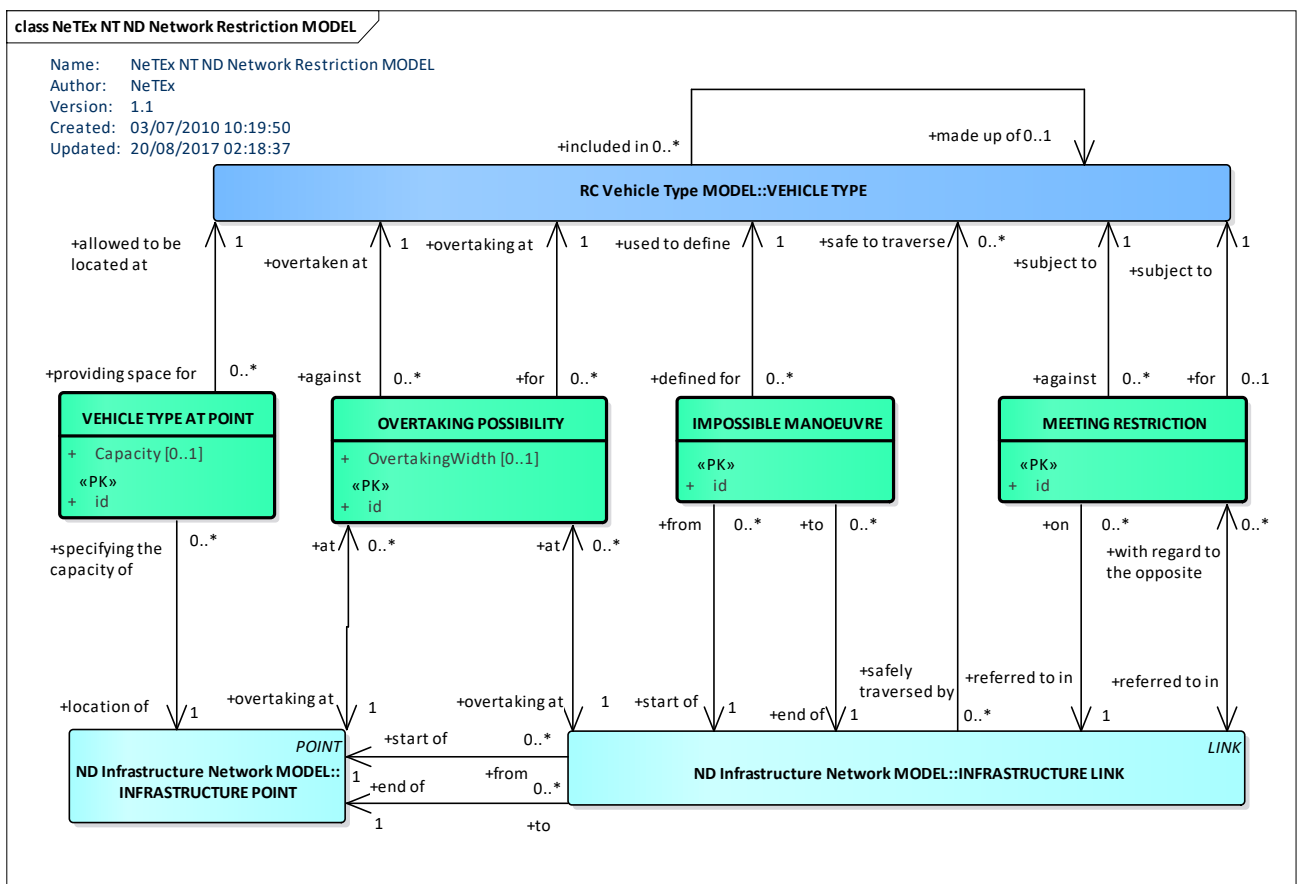 class NeTEx NT ND Network Restriction MODEL
Name: NeTEx NT ND Network Restriction MODEL
Author: NeTEx
Version: 1.1
Created: 03/07/2010 10:19:50
Updated: 20/08/2017 02:18:37
+included in 0..*
+made up of 0..1
RC Vehicle Type MODEL::VEHICLE TYPE
+allowed to be
located at
1
+overtaken at
1
+overtaking at
1
+used to define
1
+safe to traverse
0..*
+subject to
1
+subject to
1
+providing space for
0..*
+against
0..*
+for
0..*
+defined for
0..*
+against
0..*
+for
0..1
VEHICLE TYPE AT POINT
+ Capacity [0..1]
«PK»
+ id
OVERTAKING POSSIBILITY
+ OvertakingWidth [0..1]
«PK»
+ id
IMPOSSIBLE MANOEUVRE
«PK»
+ id
MEETING RESTRICTION
«PK»
+ id
+specifying the
capacity of
0..*
+at
0..*
+at
0..*
+from
0..*
+to
0..*
+on
0..*
+with regard to
the opposite
0..*
+location of
1
+overtaking at
1
+overtaking at
1
+start of
1
+end of
1
+safely
traversed by
0..*
+referred to in
1
+referred to in
POINT
ND Infrastructure Network MODEL::
INFRASTRUCTURE POINT
+start of
0..*
1
+from
+end of
0..*
1
+to
LINK
ND Infrastructure Network MODEL::INFRASTRUCTURE LINK